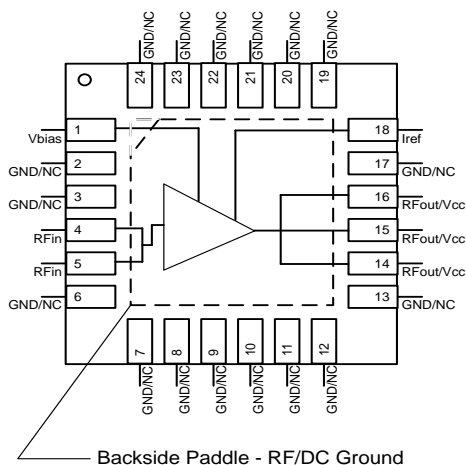 GND/NC GND/NC GND/NC GND/NC GND/NC GND/NC
24 23 22 21 20 19
Vbias 1 18 Iref
GND/NC 2 17 GND/NC
GND/NC 3 16 RFout/Vcc
RFin 4 15 RFout/Vcc
RFin 5 14 RFout/Vcc
GND/NC 6 13 GND/NC
7 8 9 10 11 12
GND/NC GND/NC GND/NC GND/NC GND/NC GND/NC
Backside Paddle - RF/DC Ground